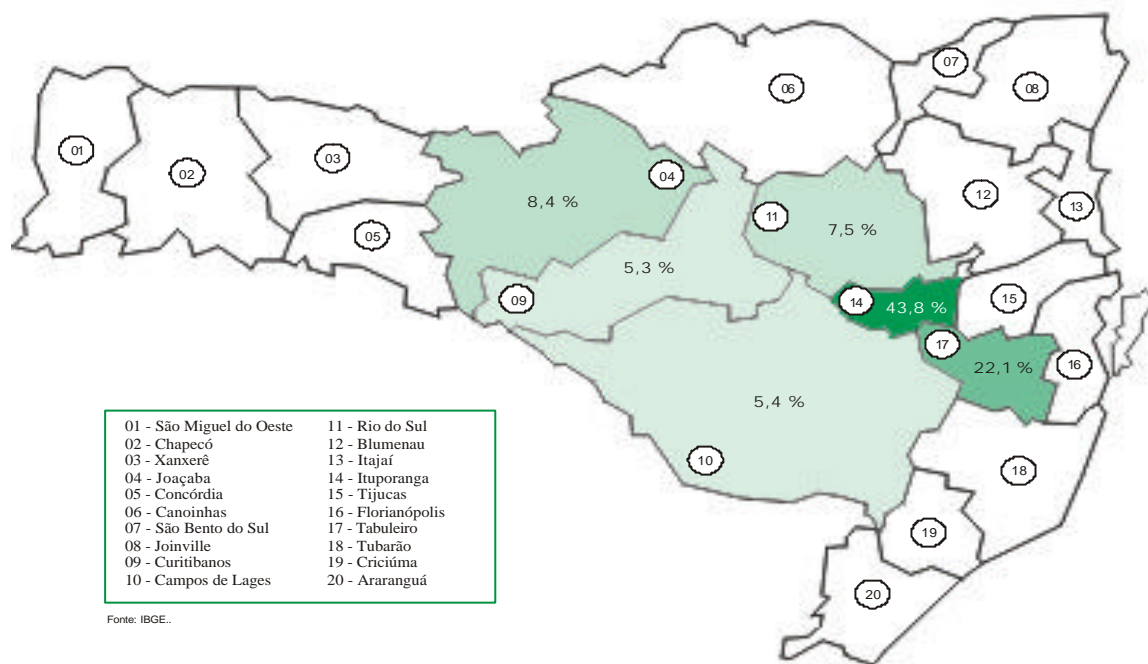 07
06
08
01
03
02
04
12
8,4 %
13
11
7,5 %
05
5,3 %
09
14
43,8 %
15
17
22,1 %
16
5,4 %
10
18
19
20
01 - São Miguel do Oeste
02 - Chapecó
03 - Xanxerê
04 - Joaçaba
05 - Concórdia
06 - Canoinhas
07 - São Bento do Sul
08 - Joinville
09 - Curitibanos
10 - Campos de Lages
11 - Rio do Sul
12 - Blumenau
13 - Itajaí
14 - Ituporanga
15 - Tijucas
16 - Florianópolis
17 - Tabuleiro
18 - Tubarão
19 - Criciúma
20 - Araranguá
Fonte: IBGE..